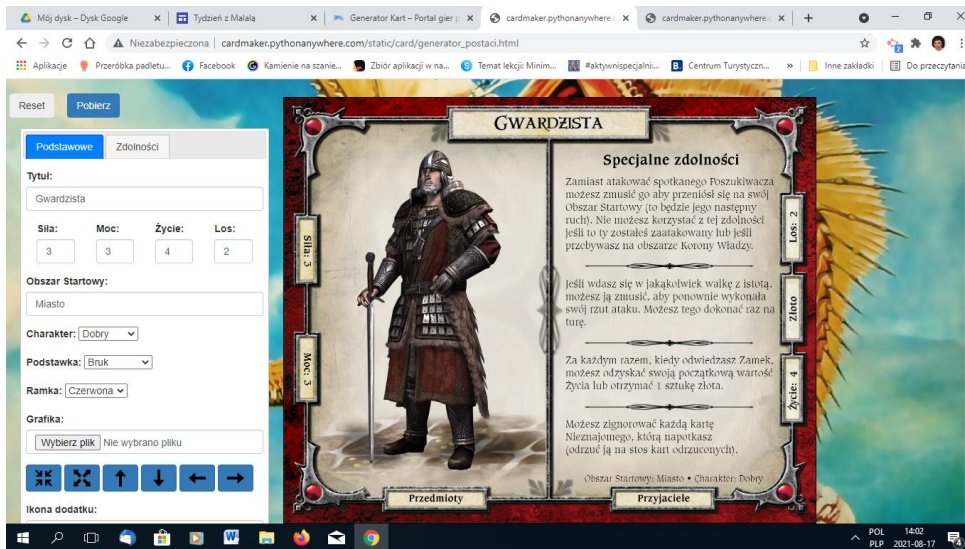 Mój dysk – Dysk Google
Tydzień z Malalą
Generator Kart – Portal gier p
cardmaker.pythonanywhere.c
cardmaker.pythonanywhere.c
Niezabezpieczona | cardmaker.pythonanywhere.com/static/card/generator_postaci.html
Aplikacje
Przeróbka padletu...
Facebook
Kamienie na szanie...
Zbiór aplikacji w na...
Temat lekcji: Minim...
#aktywnispecjalni:...
Centrum Turystyczn...
»
Inne zakładki
Do przeczytania
Reset
Pobierz
Podstawowe
Zdolności
Tytuł:
Gwardzista
Siła: Moc: Życie: Los:
3 3 4 2
Obszar Startowy:
Miasto
Charakter: Dobry
Podstawka: Bruk
Ramka: Czerwona
Grafika:
Wybierz plik Nie wybrano pliku
Ikona dodatku:
GWARDZISTA
Siła: 3
Moc: 3
Specjalne zdolności
Zamiast atakować spotkanego Poszukiwacza
możesz zmusić go aby przeniósł się na swój
Obszar Startowy (to będzie jego następny
ruch). Nie możesz korzystać z tej zdolności
jeśli to ty zostałeś zaatakowany lub jeśli
przebywasz na obszarze Korony Władzy.
Jeśli wdasz się w jakąkolwiek walkę z istotą,
możesz ją zmusić, aby ponownie wykonała
swój rzut ataku. Możesz tego dokonać raz na
turę.
Za każdym razem, kiedy odwiedzasz Zamek,
możesz odzyskać swoją początkową wartość
Życia lub otrzymać 1 sztukę złota.
Możesz zignorować każdą kartę
Nieznajomego, którą napotkasz
(odrzuć ją na stos kart odrzuconych).
Obszar Startowy: Miasto • Charakter: Dobry
Los: 2
Złoto
Życie: 4
Przedmioty
Przyjaciele
POL
PLP
14:02
2021-08-17
4